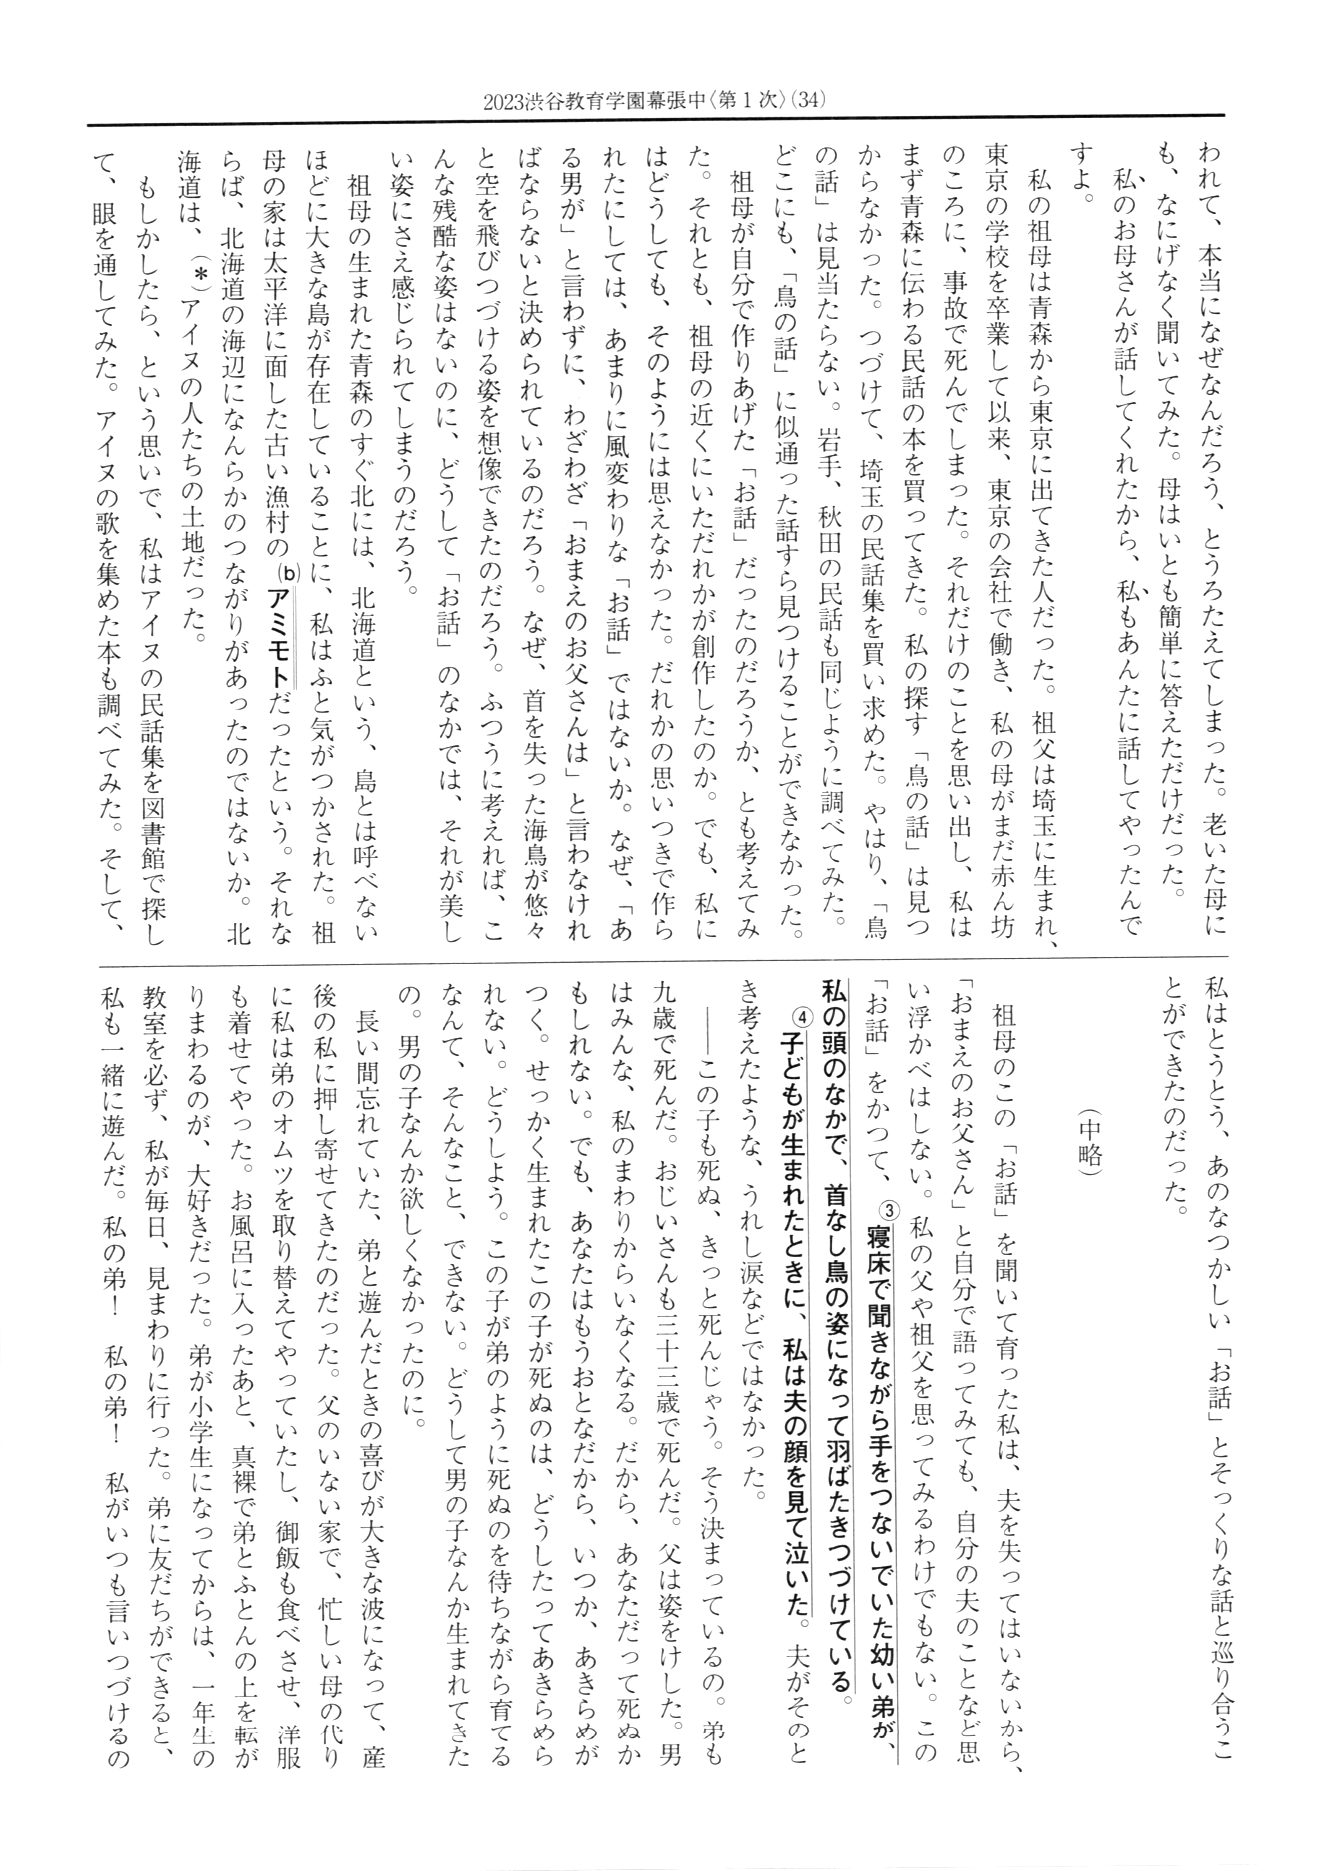 2023渋谷教育学園幕張中〈第1次〉(34)
われて、本当になぜなんだろう、とうろたえてしまった。老いた母に
も、なにげなく聞いてみた。母はいとも簡単に答えただけだった。
私のお母さんが話してくれたから、私もあんたに話してやったんで
すよ。
私の祖母は青森から東京に出てきた人だった。祖父は埼玉に生まれ、
東京の学校を卒業して以来、東京の会社で働き、私の母がまだ赤ん坊
のころに、事故で死んでしまった。それだけのことを思い出し、私は
まず青森に伝わる民話の本を買ってきた。私の探す「鳥の話」は見つ
からなかった。つづけて、埼玉の民話集を買い求めた。やはり、「鳥
の話」は見当たらない。岩手、秋田の民話も同じように調べてみた。
どこにも、「鳥の話」に似通った話すら見つけることができなかった。
祖母が自分で作りあげた「お話」だったのだろうか、とも考えてみ
た。それとも、祖母の近くにいただれかが創作したのか。でも、私に
はどうしても、そのようには思えなかった。だれかの思いつきで作ら
れたにしては、あまりに風変わりな「お話」ではないか。なぜ、「あ
る男が」と言わずに、わざわざ「おまえのお父さんは」と言わなけれ
ばならないと決められているのだろう。なぜ、首を失った海鳥が悠々
と空を飛びつづける姿を想像できたのだろう。ふつうに考えれば、こ
んな残酷な姿はないのに、どうして「お話」のなかでは、それが美し
い姿にさえ感じられてしまうのだろう。
祖母の生まれた青森のすぐ北には、北海道という、島とは呼べない
ほどに大きな島が存在していることに、私はふと気がつかされた。祖
母の家は太平洋に面した古い漁村の(b)アミモトだったという。それな
らば、北海道の海辺になんらかのつながりがあったのではないか。北
海道は、(＊)アイヌの人たちの土地だった。
もしかしたら、という思いで、私はアイヌの民話集を図書館で探し
て、眼を通してみた。アイヌの歌を集めた本も調べてみた。そして、
私はとうとう、あのなつかしい「お話」とそっくりな話と巡り合うこ
とができたのだった。
(中略)
祖母のこの「お話」を聞いて育った私は、夫を失ってはいないから、
「おまえのお父さん」と自分で語ってみても、自分の夫のことなど思
い浮かべはしない。私の父や祖父を思ってみるわけでもない。この
「お話」をかつて、③寝床で聞きながら手をつないでいた幼い弟が、
私の頭のなかで、首なし鳥の姿になって羽ばたきつづけている。
④子どもが生まれたときに、私は夫の顔を見て泣いた。夫がそのと
き考えたような、うれし涙などではなかった。
――この子も死ぬ、きっと死んじゃう。そう決まっているの。弟も
九歳で死んだ。おじいさんも三十三歳で死んだ。父は姿をけした。男
はみんな、私のまわりからいなくなる。だから、あなただって死ぬか
もしれない。でも、あなたはもうおとなだから、いつか、あきらめが
つく。せっかく生まれたこの子が死ぬのは、どうしたってあきらめら
れない。どうしよう。この子が弟のように死ぬのを待ちながら育てる
なんて、そんなこと、できない。どうして男の子なんか生まれてきた
の。男の子なんか欲しくなかったのに。
長い間忘れていた、弟と遊んだときの喜びが大きな波になって、産
後の私に押し寄せてきたのだった。父のいない家で、忙しい母の代り
に私は弟のオムツを取り替えてやっていたし、御飯も食べさせ、洋服
も着せてやった。お風呂に入ったあと、真裸で弟とふとんの上を転が
りまわるのが、大好きだった。弟が小学生になってからは、一年生の
教室を必ず、私が毎日、見まわりに行った。弟に友だちができると、
私も一緒に遊んだ。私の弟！　私の弟！　私がいつも言いつづけるの